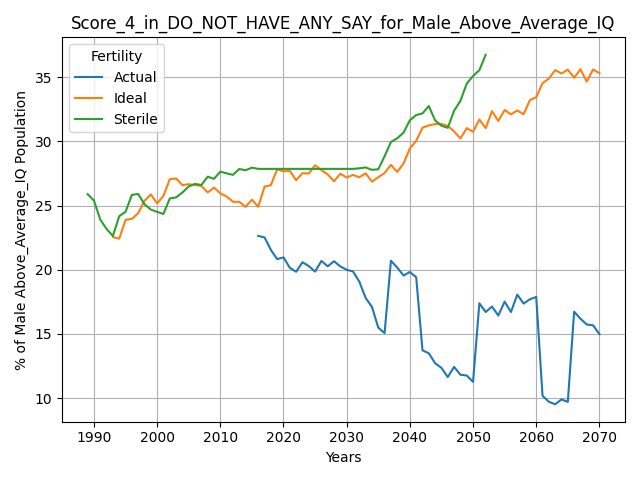 Score_4_in_DO_NOT_HAVE_ANY_SAY_for_Male_Above_Average_IQ
Fertility
Actual
Ideal
Sterile
% of Male Above_Average_IQ Population
35
30
25
20
15
10
1990 2000 2010 2020 2030 2040 2050 2060 2070
Years